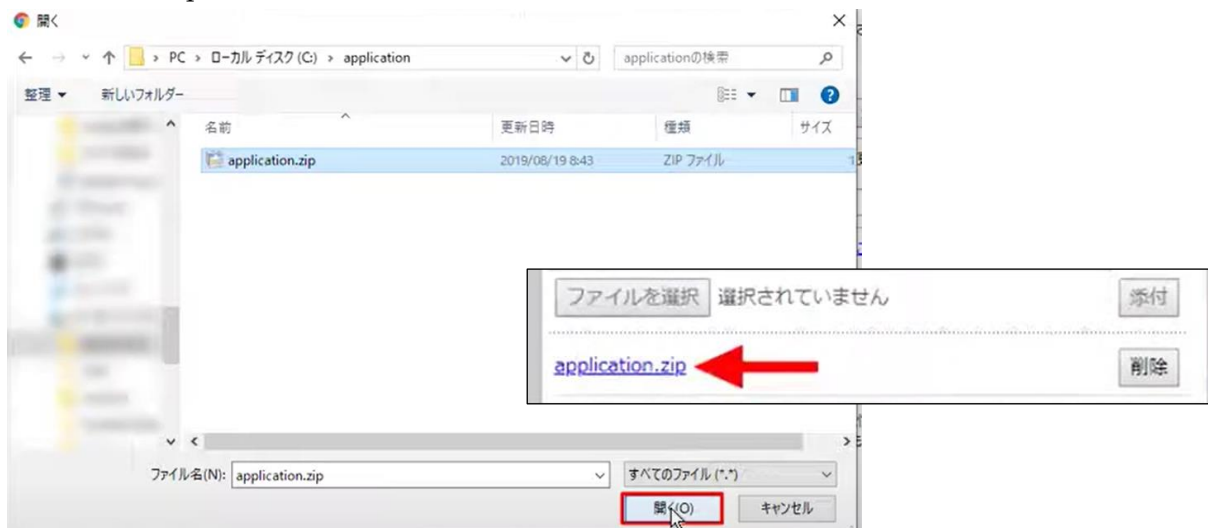 開く
PC › ローカル ディスク (C:) › application
applicationの検索
整理
新しいフォルダー
名前 更新日時 種類 サイズ
application.zip 2019/08/19 8:43 ZIP ファイル 1
ファイルを選択 選択されていません 添付
application.zip 削除
ファイル名(N): application.zip すべてのファイル (*.*)
開く(O) キャンセル